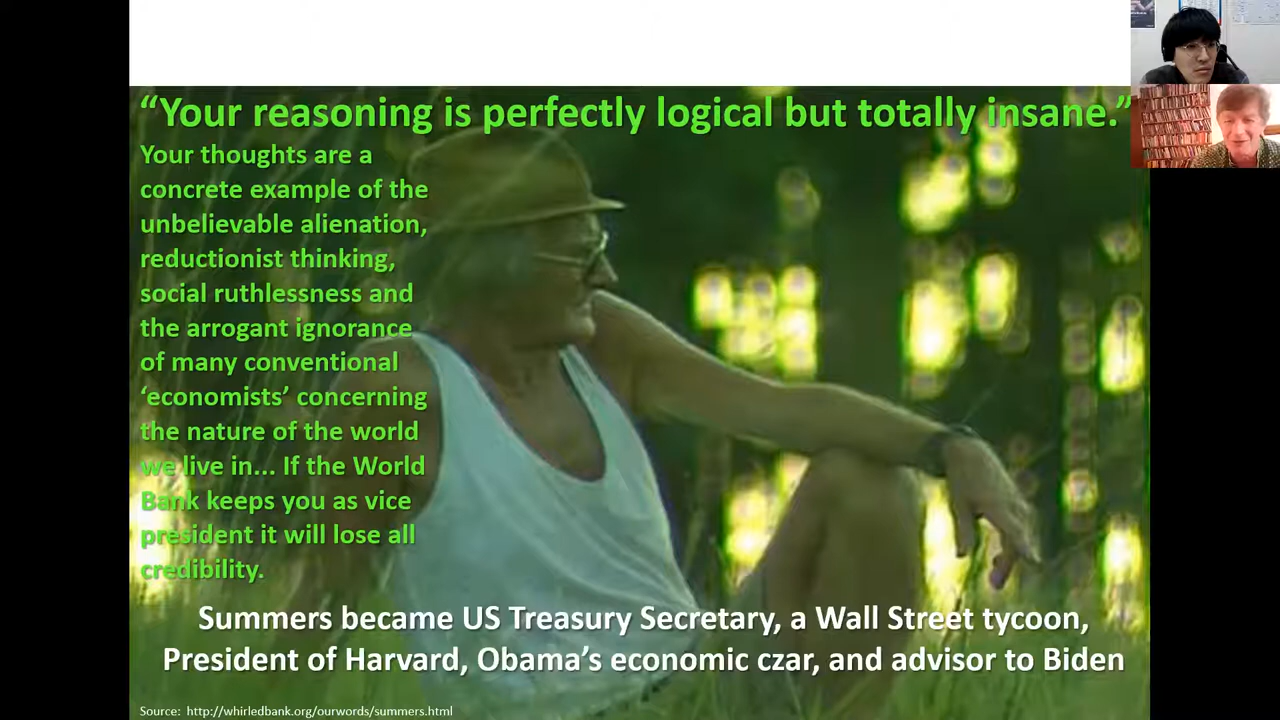 “Your reasoning is perfectly logical but totally insane.”
Your thoughts are a
concrete example of the
unbelievable alienation,
reductionist thinking,
social ruthlessness and
the arrogant ignorance
of many conventional
‘economists’ concerning
the nature of the world
we live in... If the World
Bank keeps you as vice
president it will lose all
credibility.
Summers became US Treasury Secretary, a Wall Street tycoon,
President of Harvard, Obama’s economic czar, and advisor to Biden
Source: http://whirledbank.org/ourwords/summers.html